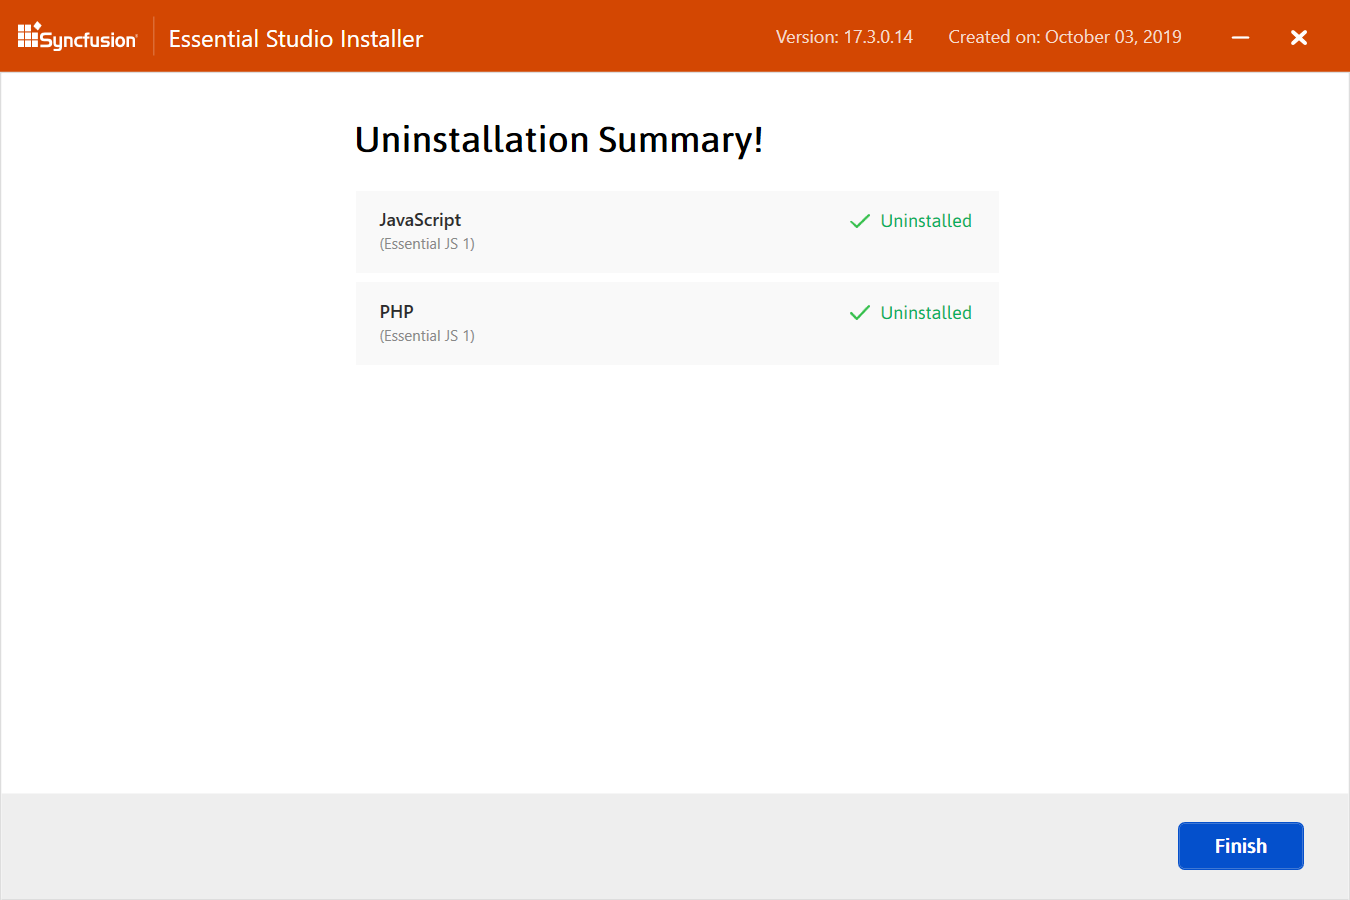 Syncfusion
Essential Studio Installer
Version: 17.3.0.14
Created on: October 03, 2019
Uninstallation Summary!
JavaScript
Uninstalled
(Essential JS 1)
PHP
Uninstalled
(Essential JS 1)
Finish